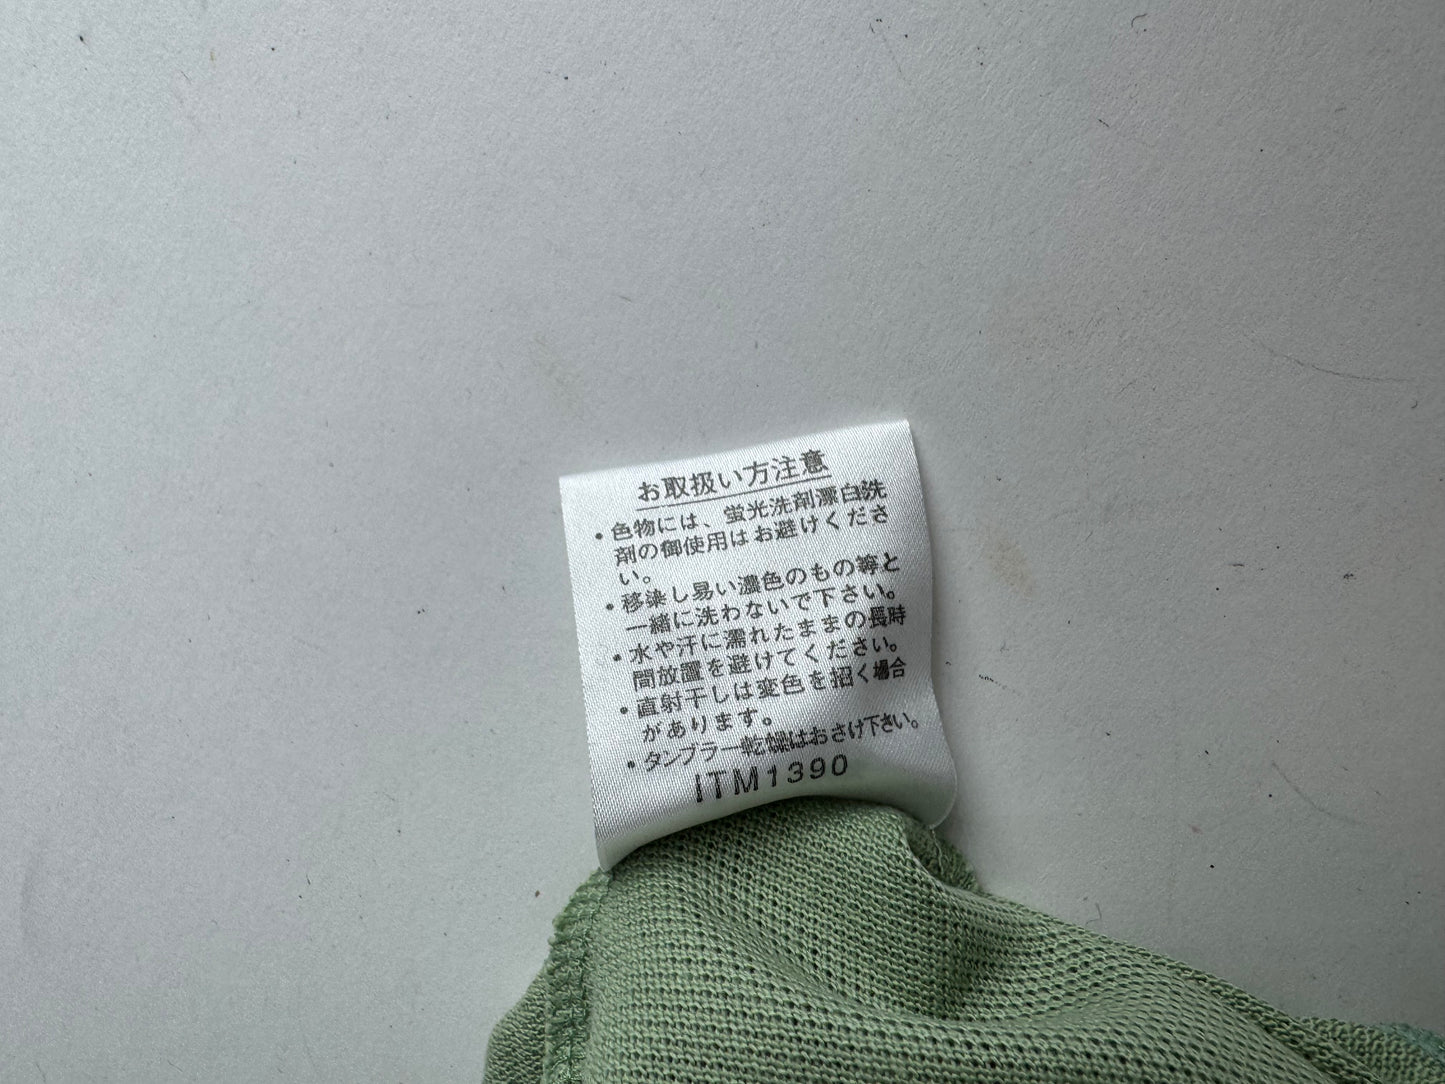 お取扱い方注意
・色物には、蛍光洗剤漂白洗
剤の御使用はお避けくださ
い。
・移染し易い濃色のもの等と
一緒に洗わないで下さい。
・水や汗に濡れたままの長時
間放置を避けてください。
・直射干しは変色を招く場合
があります。
・タンブラー乾燥はおさけ下さい。
ITM1390